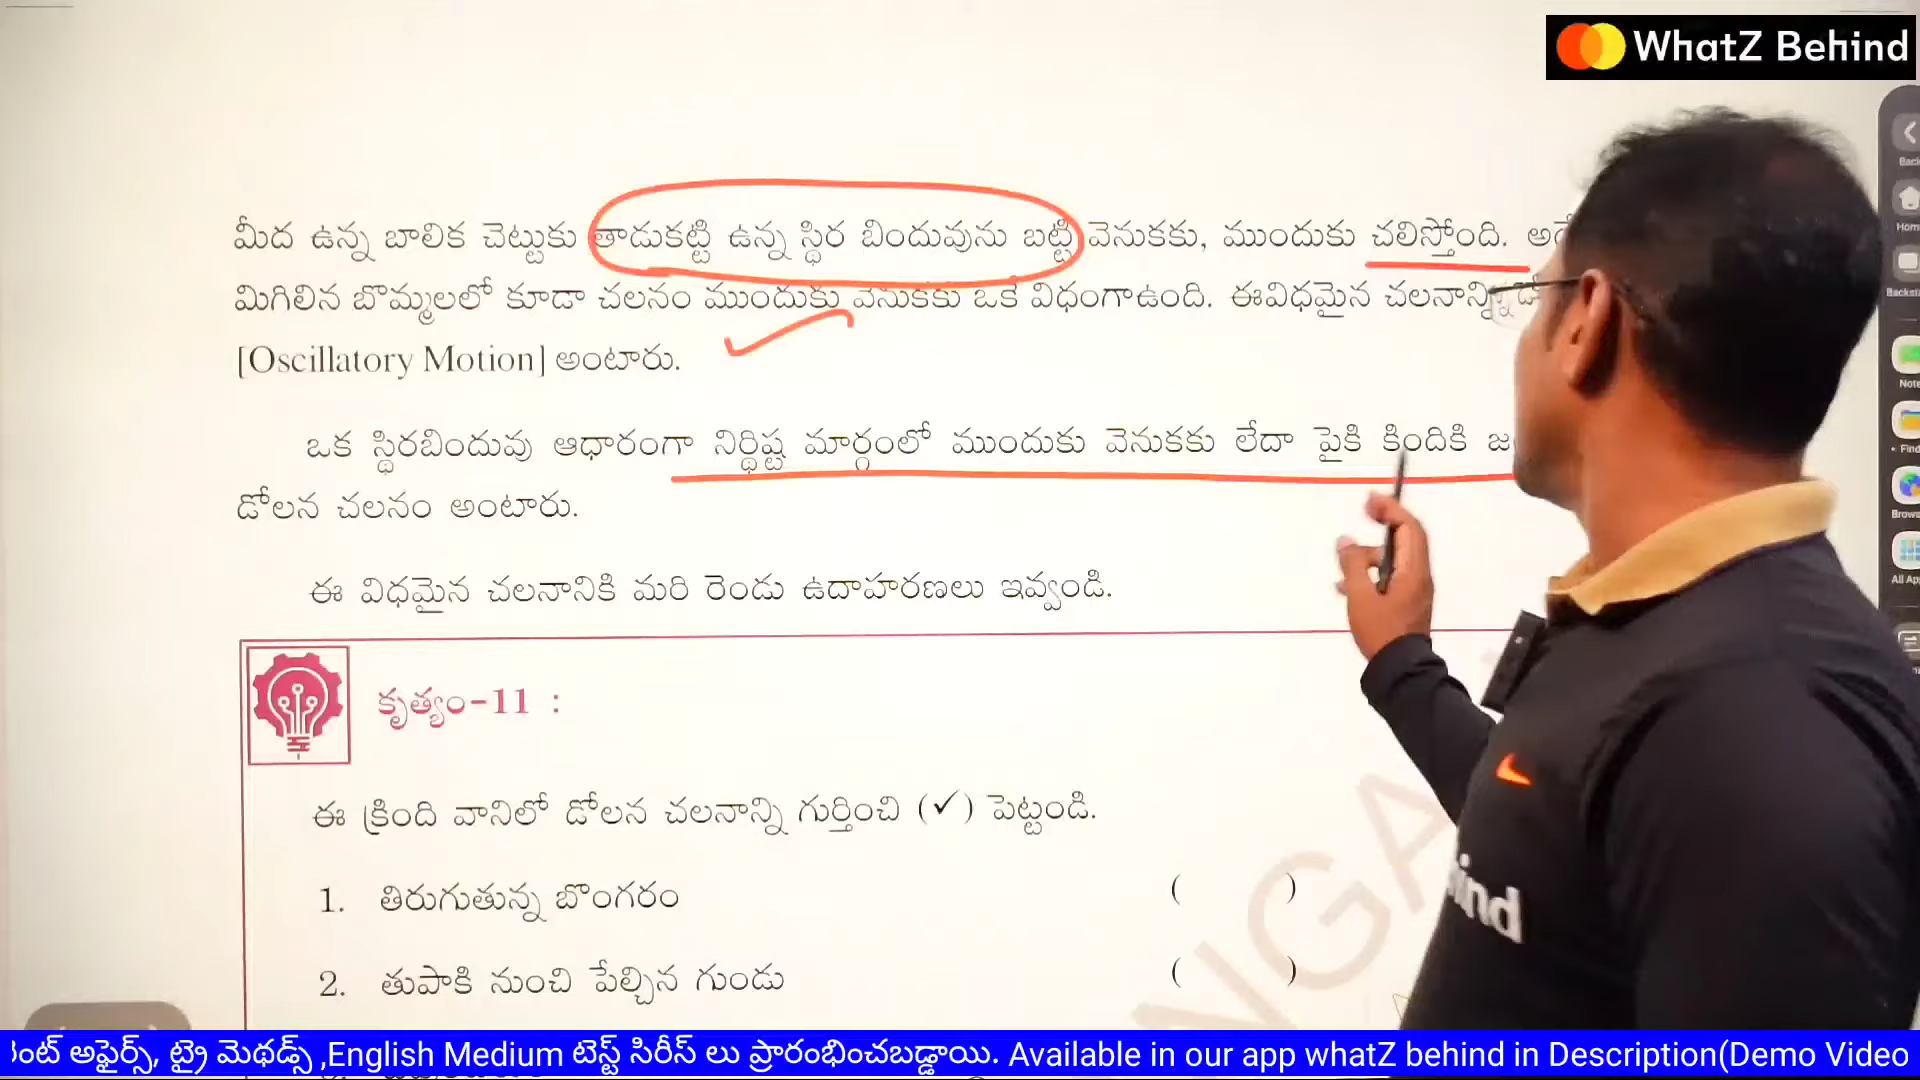 WhatZ Behind
మీద ఉన్న బాలిక చెట్టుకు తాడుకట్టి ఉన్న స్థిర బిందువును బట్టి వెనుకకు, ముందుకు చలిస్తోంది.
మిగిలిన బొమ్మలలో కూడా చలనం ముందుకు వెనుకకు ఒకే విధంగాఉంది. ఈవిధమైన చలనాన్ని
[Oscillatory Motion] అంటారు.
ఒక స్థిరబిందువు ఆధారంగా నిర్ధిష్ట మార్గంలో ముందుకు వెనుకకు లేదా పైకి కిందికి
డోలన చలనం అంటారు.
ఈ విధమైన చలనానికి మరి రెండు ఉదాహరణలు ఇవ్వండి.
కృత్యం-11 :
ఈ క్రింది వానిలో డోలన చలనాన్ని గుర్తించి (✓) పెట్టండి.
1. తిరుగుతున్న బొంగరం ( )
2. తుపాకి నుంచి పేల్చిన గుండు ( )
అఫైర్స్, ట్రై మెథడ్స్ ,English Medium టెస్ట్ సిరీస్ లు ప్రారంభించబడ్డాయి. Available in our app whatZ behind in Description(Demo Video